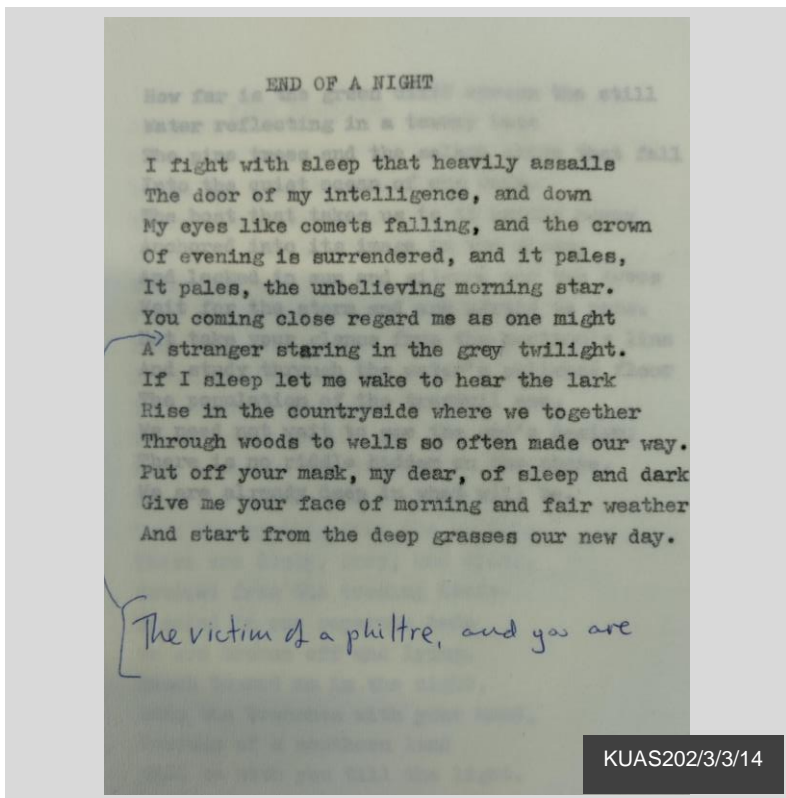 END OF A NIGHT
I fight with sleep that heavily assails
The door of my intelligence, and down
My eyes like comets falling, and the crown
Of evening is surrendered, and it pales,
It pales, the unbelieving morning star.
You coming close regard me as one might
A stranger staring in the grey twilight.
If I sleep let me wake to hear the lark
Rise in the countryside where we together
Through woods to wells so often made our way.
Put off your mask, my dear, of sleep and dark
Give me your face of morning and fair weather
And start from the deep grasses our new day.
The victim of a philtre, and you are
KUAS202/3/3/14